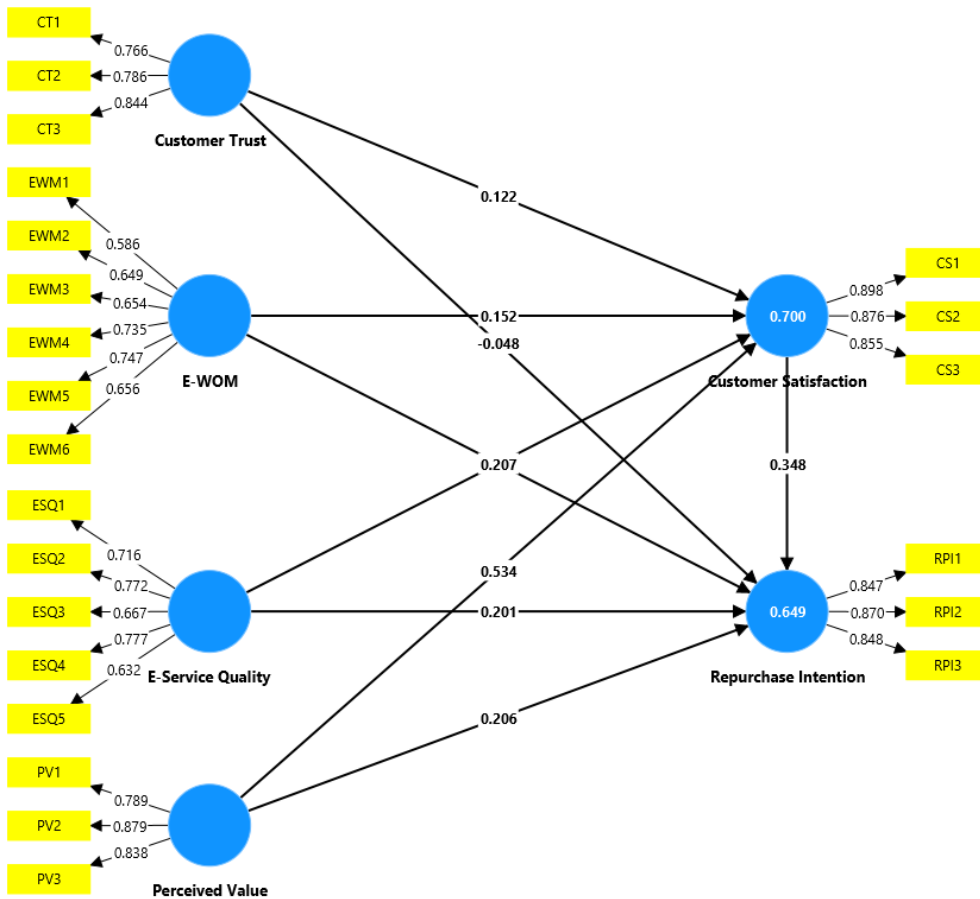 CT1
0.766
CT2
0.786
CT3
0.844
Customer Trust
EWM1
0.586
EWM2
0.649
EWM3
0.654
EWM4
0.735
EWM5
0.747
EWM6
0.656
E-WOM
ESQ1
0.716
ESQ2
0.772
ESQ3
0.667
ESQ4
0.777
ESQ5
0.632
E-Service Quality
PV1
0.789
PV2
0.879
PV3
0.838
Perceived Value
0.122
0.152
-0.048
0.207
0.534
0.201
0.206
0.700
Customer Satisfaction
0.348
0.649
Repurchase Intention
0.898
CS1
0.876
CS2
0.855
CS3
0.847
RPI1
0.870
RPI2
0.848
RPI3